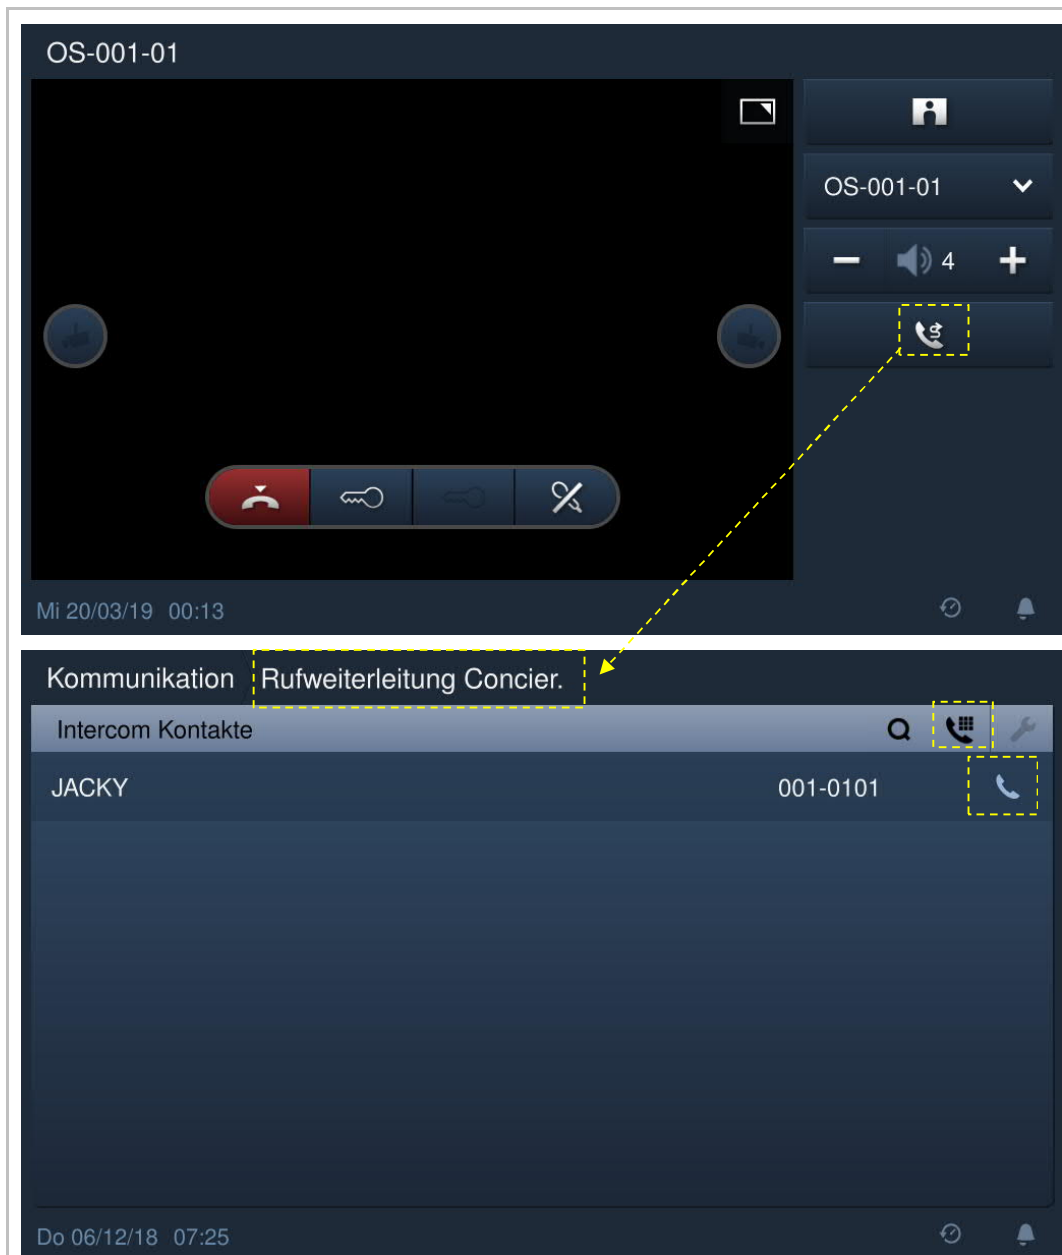 OS-001-01
OS-001-01
4
Mi 20/03/19 00:13
Kommunikation Rufweiterleitung Concier.
Intercom Kontakte
JACKY 001-0101
Do 06/12/18 07:25